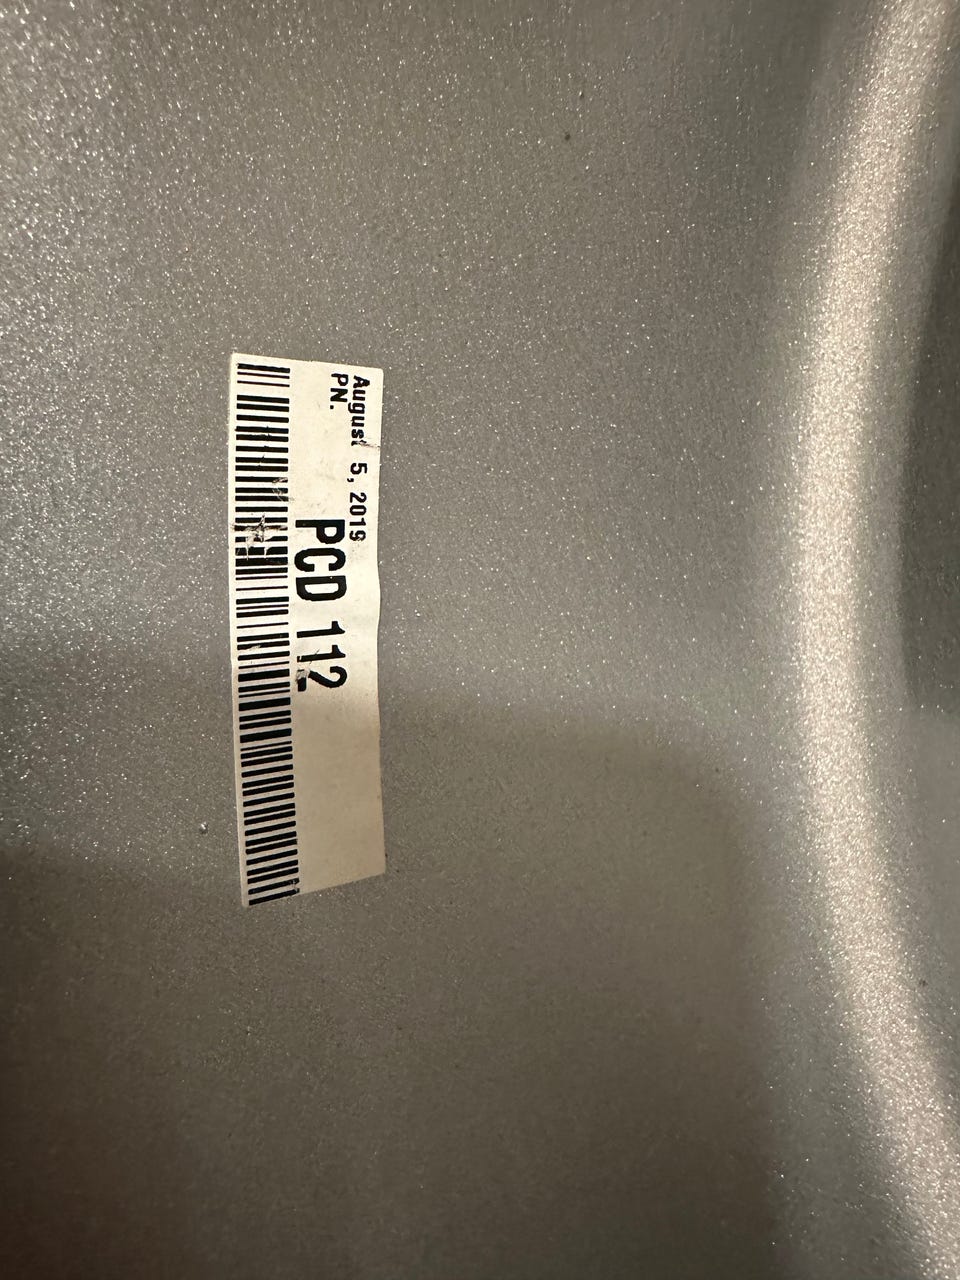 August 5, 2019
PN.
PCD 112